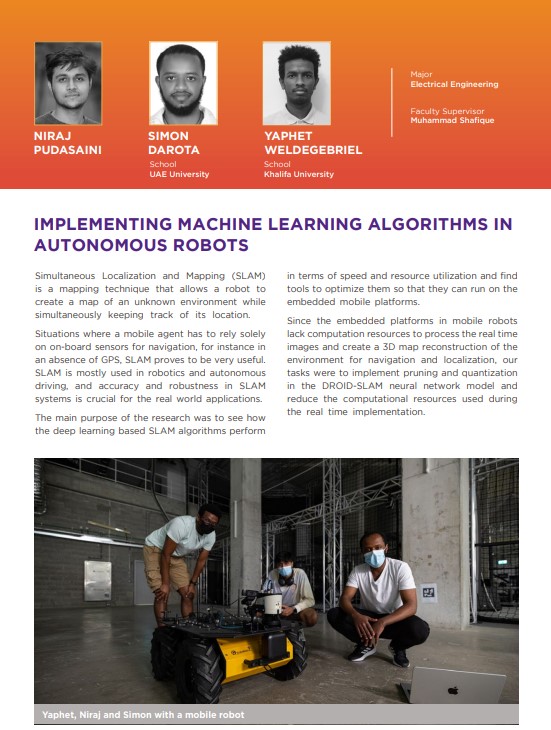 NIRAJ
PUDASAINI
SIMON
DAROTA
School
UAE University
YAPHET
WELDEGEBRIEL
School
Khalifa University
Major
Electrical Engineering
Faculty Supervisor
Muhammad Shafique
IMPLEMENTING MACHINE LEARNING ALGORITHMS IN
AUTONOMOUS ROBOTS
Simultaneous Localization and Mapping (SLAM)
is a mapping technique that allows a robot to
create a map of an unknown environment while
simultaneously keeping track of its location.
Situations where a mobile agent has to rely solely
on on-board sensors for navigation, for instance in
an absence of GPS, SLAM proves to be very useful.
SLAM is mostly used in robotics and autonomous
driving, and accuracy and robustness in SLAM
systems is crucial for the real world applications.
The main purpose of the research was to see how
the deep learning based SLAM algorithms perform
in terms of speed and resource utilization and find
tools to optimize them so that they can run on the
embedded mobile platforms.
Since the embedded platforms in mobile robots
lack computation resources to process the real time
images and create a 3D map reconstruction of the
environment for navigation and localization, our
tasks were to implement pruning and quantization
in the DROID-SLAM neural network model and
reduce the computational resources used during
the real time implementation.
Yaphet, Niraj and Simon with a mobile robot